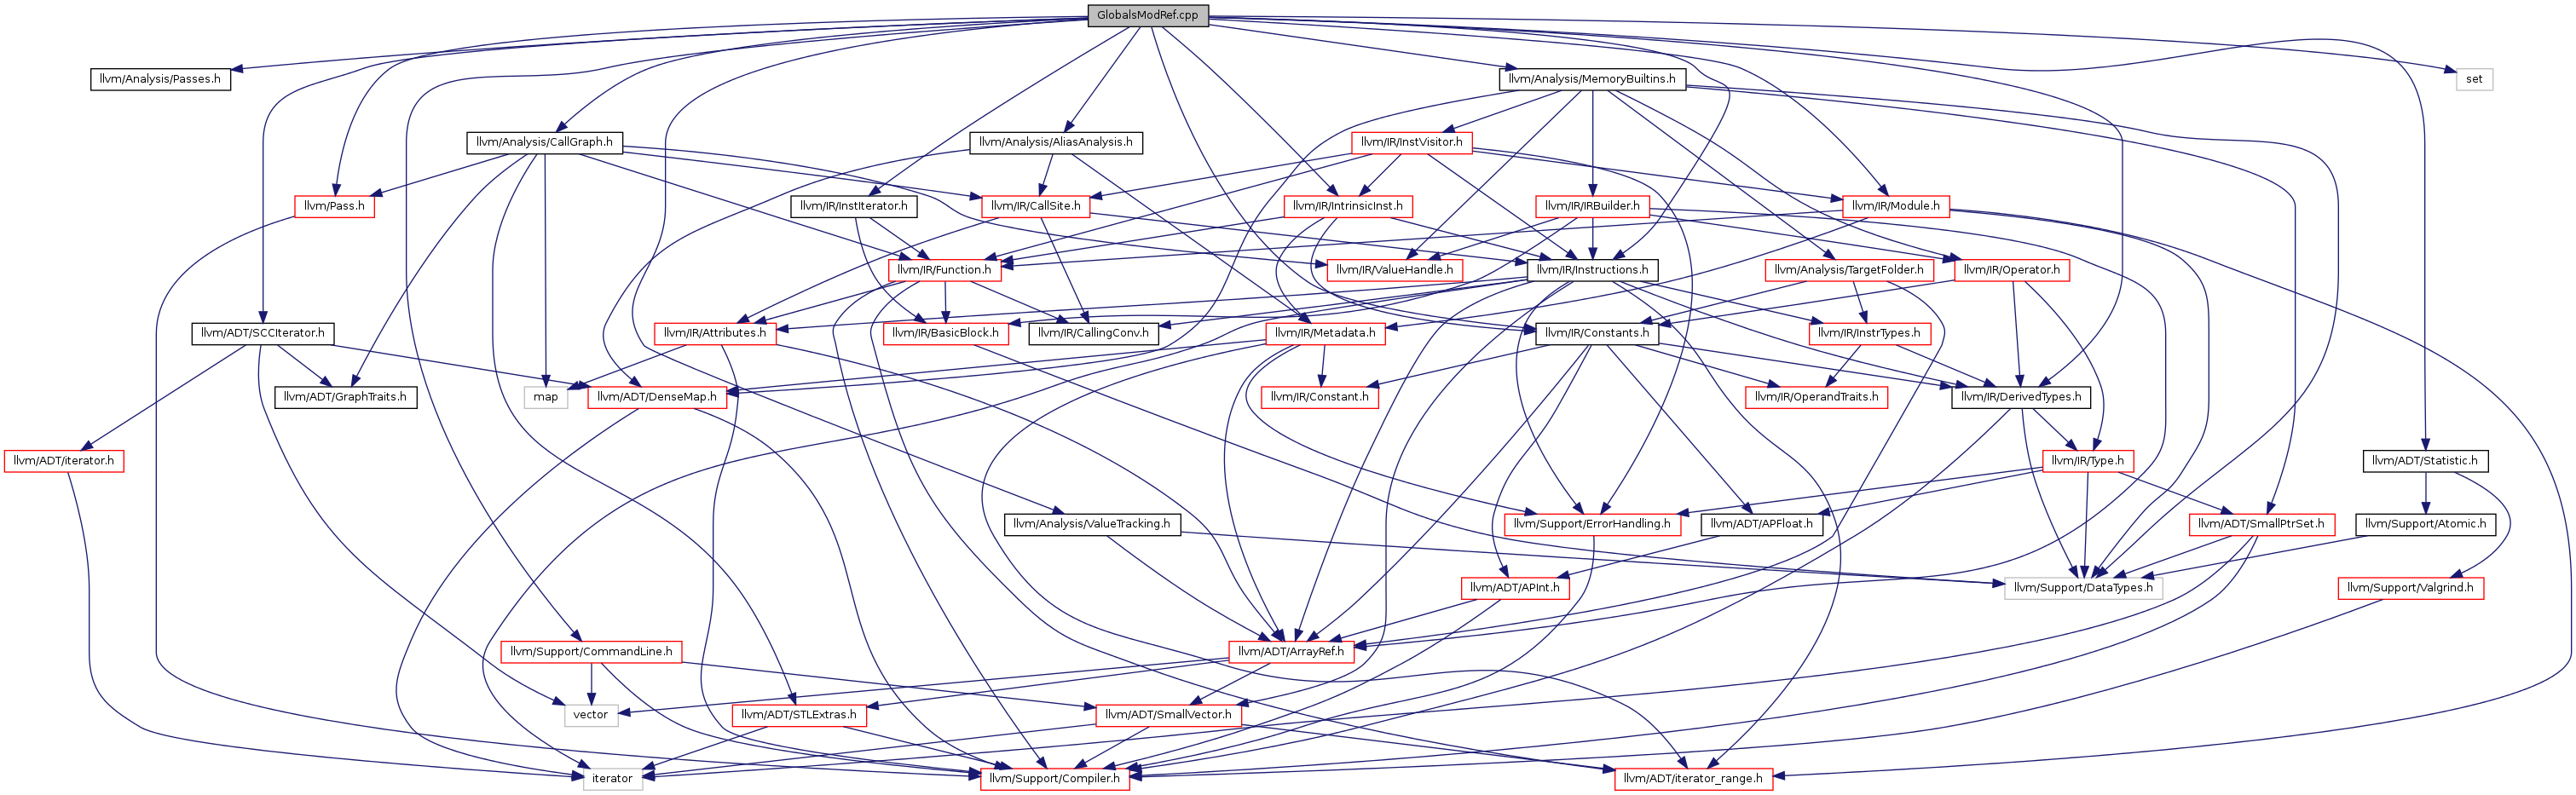 GlobalsModRef.cpp
llvm/Analysis/Passes.h
llvm/Analysis/MemoryBuiltins.h
set
llvm/Analysis/CallGraph.h
llvm/Analysis/AliasAnalysis.h
llvm/IR/InstVisitor.h
llvm/Pass.h
llvm/IR/InstIterator.h
llvm/IR/CallSite.h
llvm/IR/IntrinsicInst.h
llvm/IR/IRBuilder.h
llvm/IR/Module.h
llvm/IR/Function.h
llvm/IR/ValueHandle.h
llvm/IR/Instructions.h
llvm/Analysis/TargetFolder.h
llvm/IR/Operator.h
llvm/ADT/SCCIterator.h
llvm/IR/Attributes.h
llvm/IR/BasicBlock.h
llvm/IR/CallingConv.h
llvm/IR/Metadata.h
llvm/IR/Constants.h
llvm/IR/InstrTypes.h
llvm/ADT/GraphTraits.h
map
llvm/ADT/DenseMap.h
llvm/IR/Constant.h
llvm/IR/OperandTraits.h
llvm/IR/DerivedTypes.h
llvm/ADT/iterator.h
llvm/IR/Type.h
llvm/ADT/Statistic.h
llvm/Analysis/ValueTracking.h
llvm/Support/ErrorHandling.h
llvm/ADT/APFloat.h
llvm/ADT/SmallPtrSet.h
llvm/Support/Atomic.h
llvm/ADT/APInt.h
llvm/Support/DataTypes.h
llvm/Support/Valgrind.h
llvm/Support/CommandLine.h
llvm/ADT/ArrayRef.h
vector
llvm/ADT/STLExtras.h
llvm/ADT/SmallVector.h
iterator
llvm/Support/Compiler.h
llvm/ADT/iterator_range.h